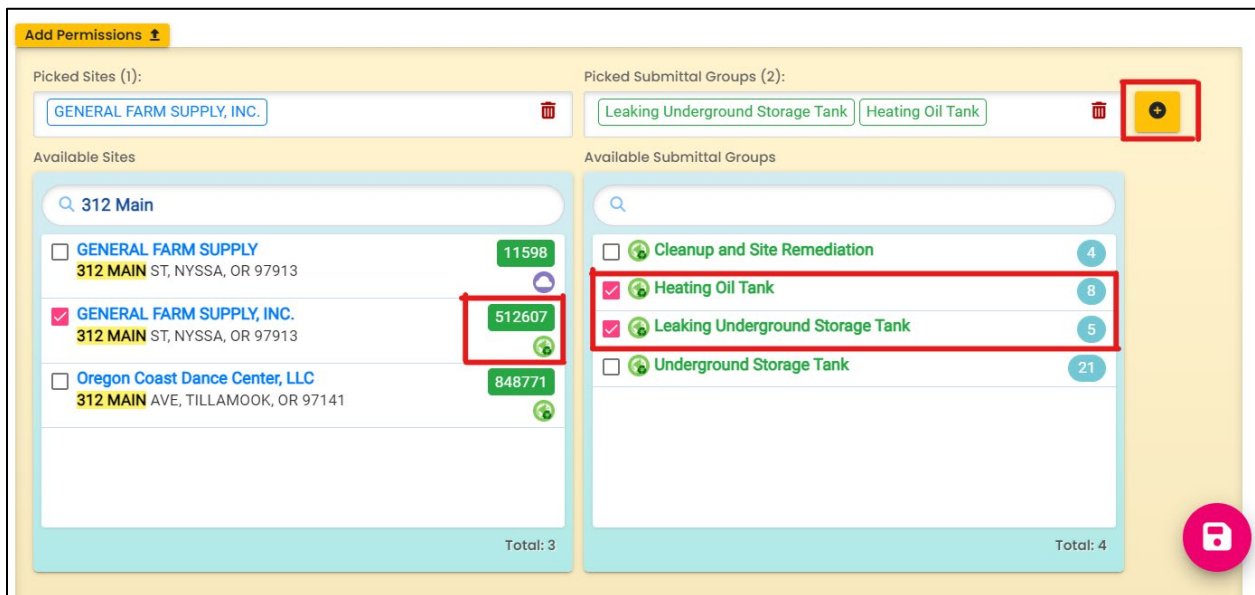 Add Permissions
Picked Sites (1):
GENERAL FARM SUPPLY, INC.
Picked Submittal Groups (2):
Leaking Underground Storage Tank Heating Oil Tank
Available Sites
312 Main
GENERAL FARM SUPPLY 11598
312 MAIN ST, NYSSA, OR 97913
GENERAL FARM SUPPLY, INC. 512607
312 MAIN ST, NYSSA, OR 97913
Oregon Coast Dance Center, LLC 848771
312 MAIN AVE, TILLAMOOK, OR 97141
Total: 3
Available Submittal Groups
Cleanup and Site Remediation 4
Heating Oil Tank 8
Leaking Underground Storage Tank 5
Underground Storage Tank 21
Total: 4